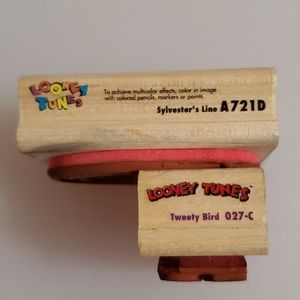 LOONEY
TUNES
To achieve multicolor effects, color in image
with colored pencils, markers or paints.
Sylvester's Line A721D
LOONEY TUNES
Tweety Bird 027-C